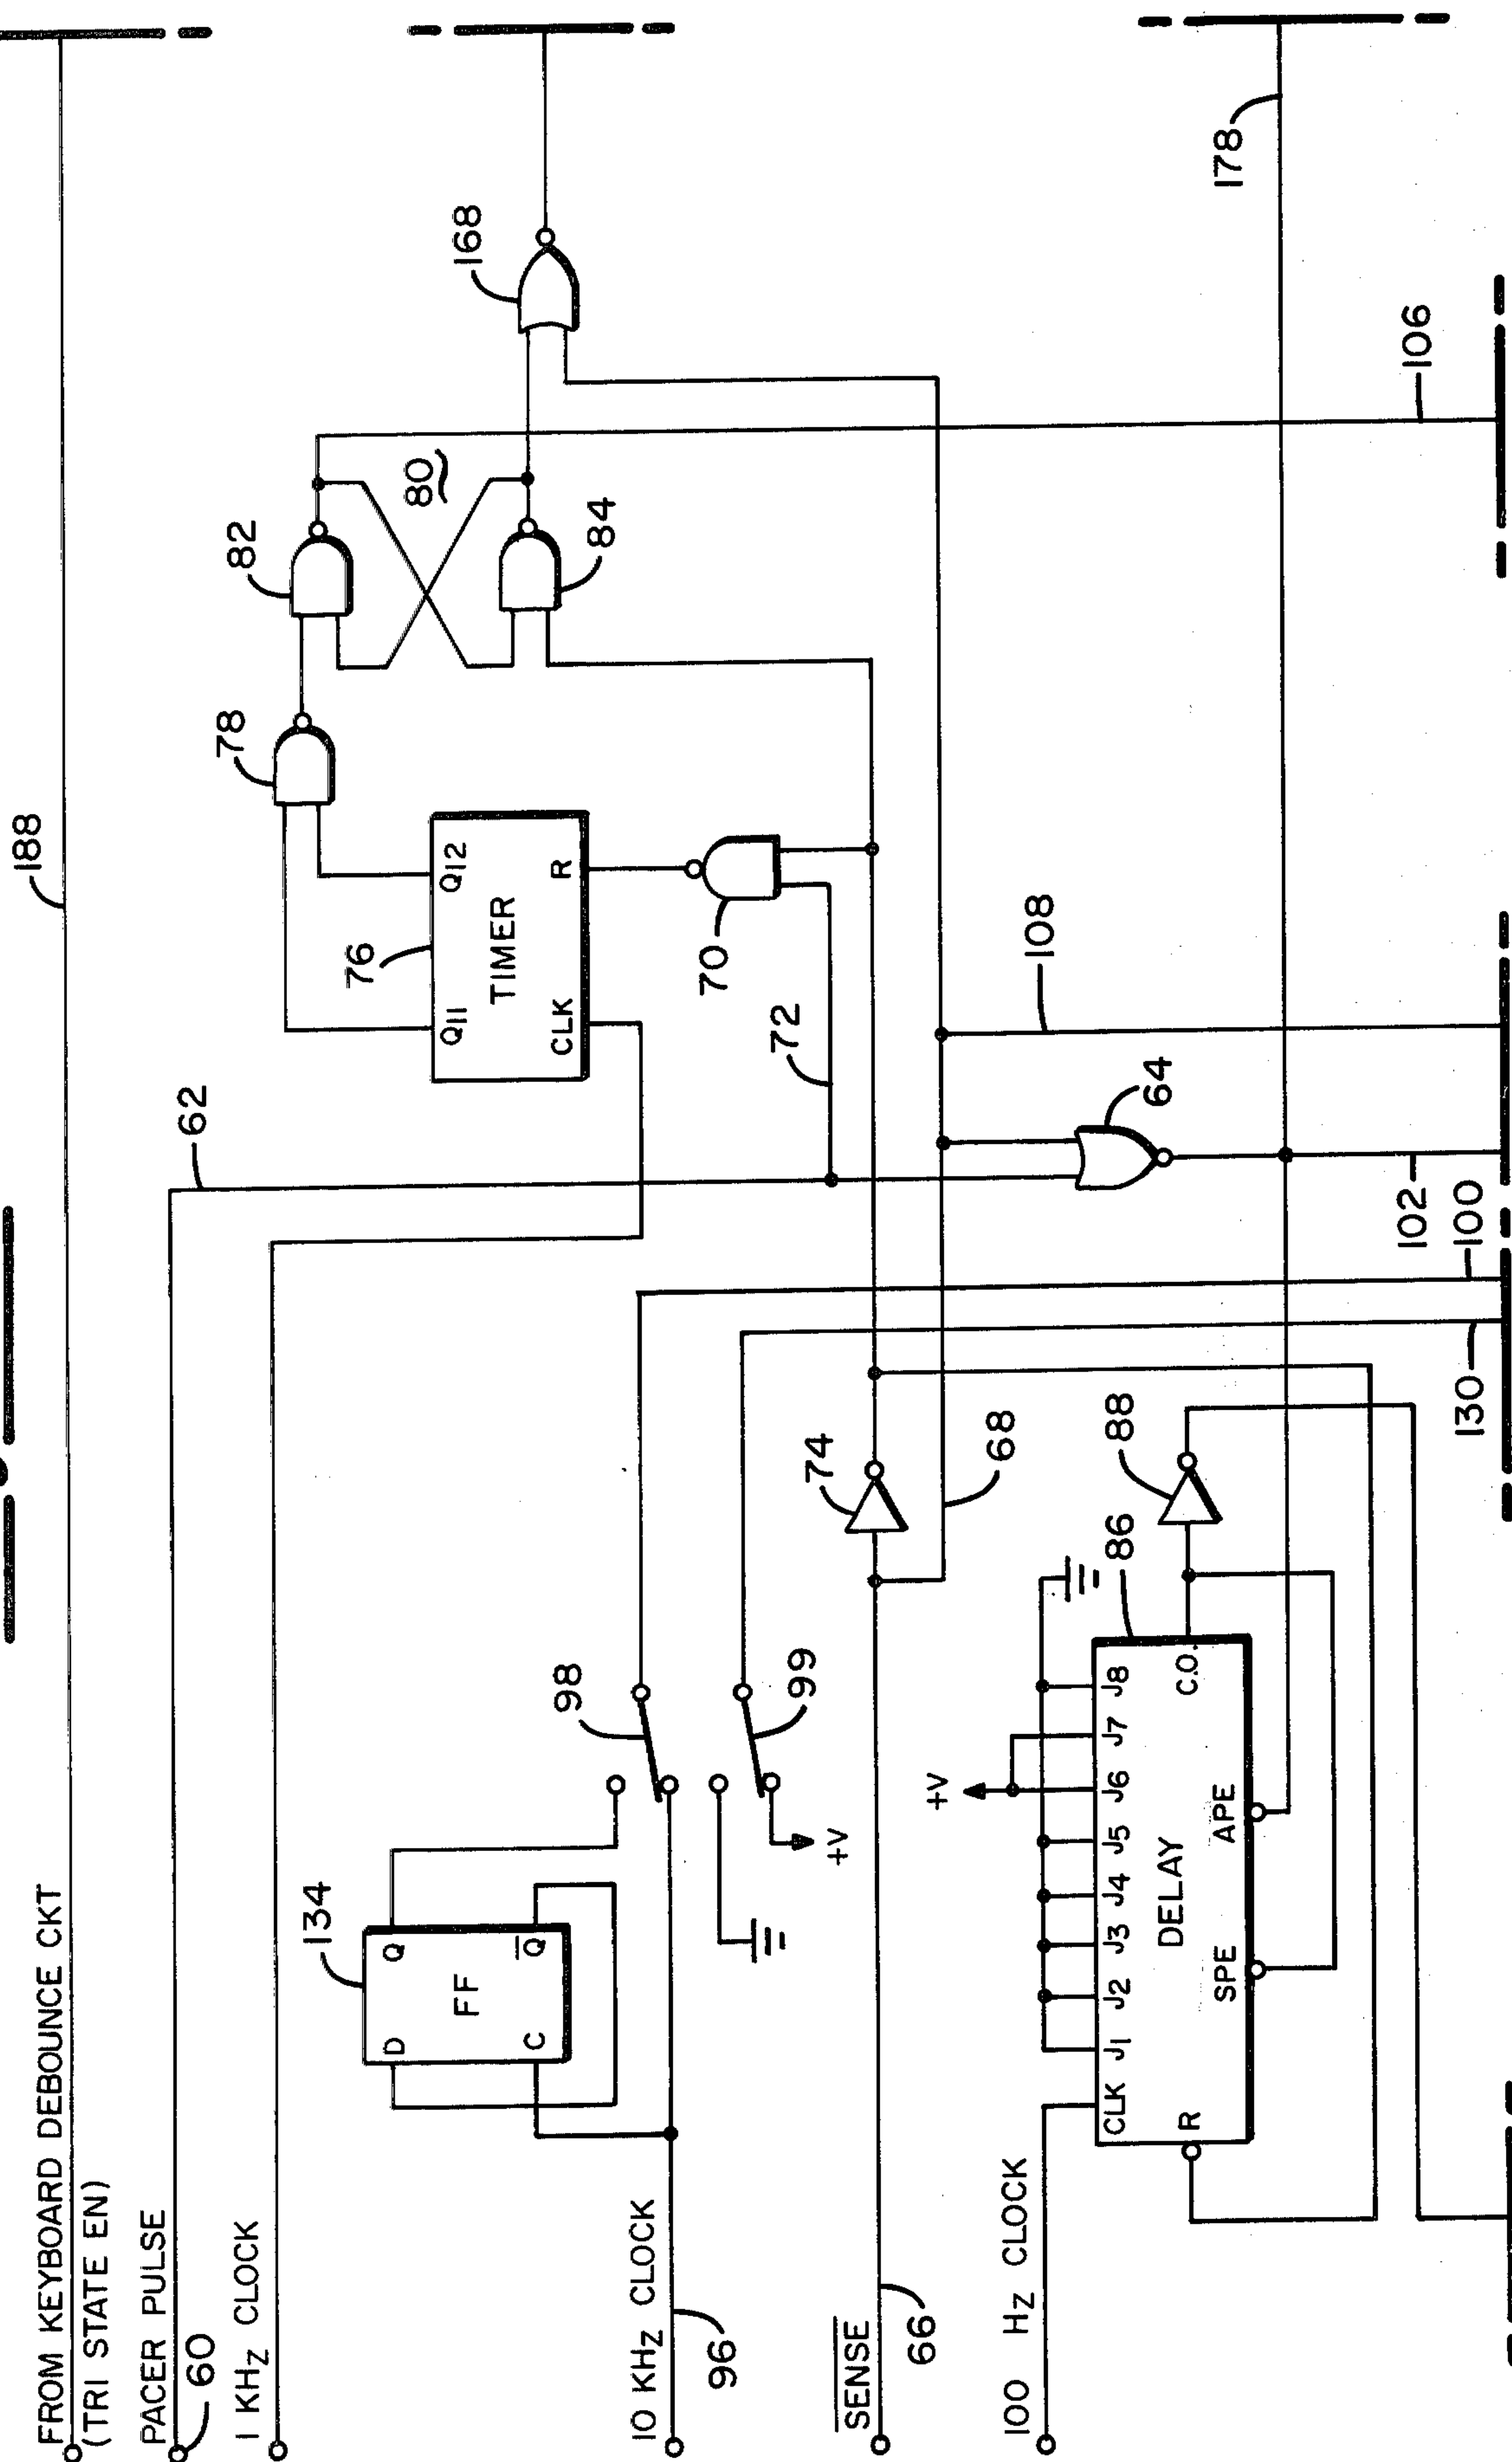 188
FROM KEYBOARD DEBOUNCE CKT
(TRI STATE EN)
PACER PULSE
60
62
1 KHz CLOCK
78
82
80
84
168
Q11
Q12
76
TIMER
CLK
R
134
D
Q
FF
C
Q
98
10 KHz CLOCK
96
99
+V
72
70
74
SENSE
66
68
108
106
+V
100 Hz CLOCK
86
88
64
178
CLK
J1
J2
J3
J4
J5
J6
J7
J8
R
DELAY
C.O.
SPE
APE
130
100
102